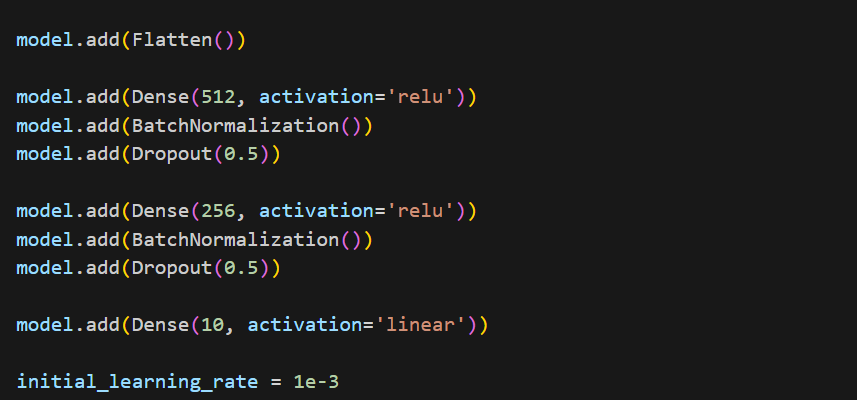 model.add(Flatten())
model.add(Dense(512, activation='relu'))
model.add(BatchNormalization())
model.add(Dropout(0.5))
model.add(Dense(256, activation='relu'))
model.add(BatchNormalization())
model.add(Dropout(0.5))
model.add(Dense(10, activation='linear'))
initial_learning_rate = 1e-3